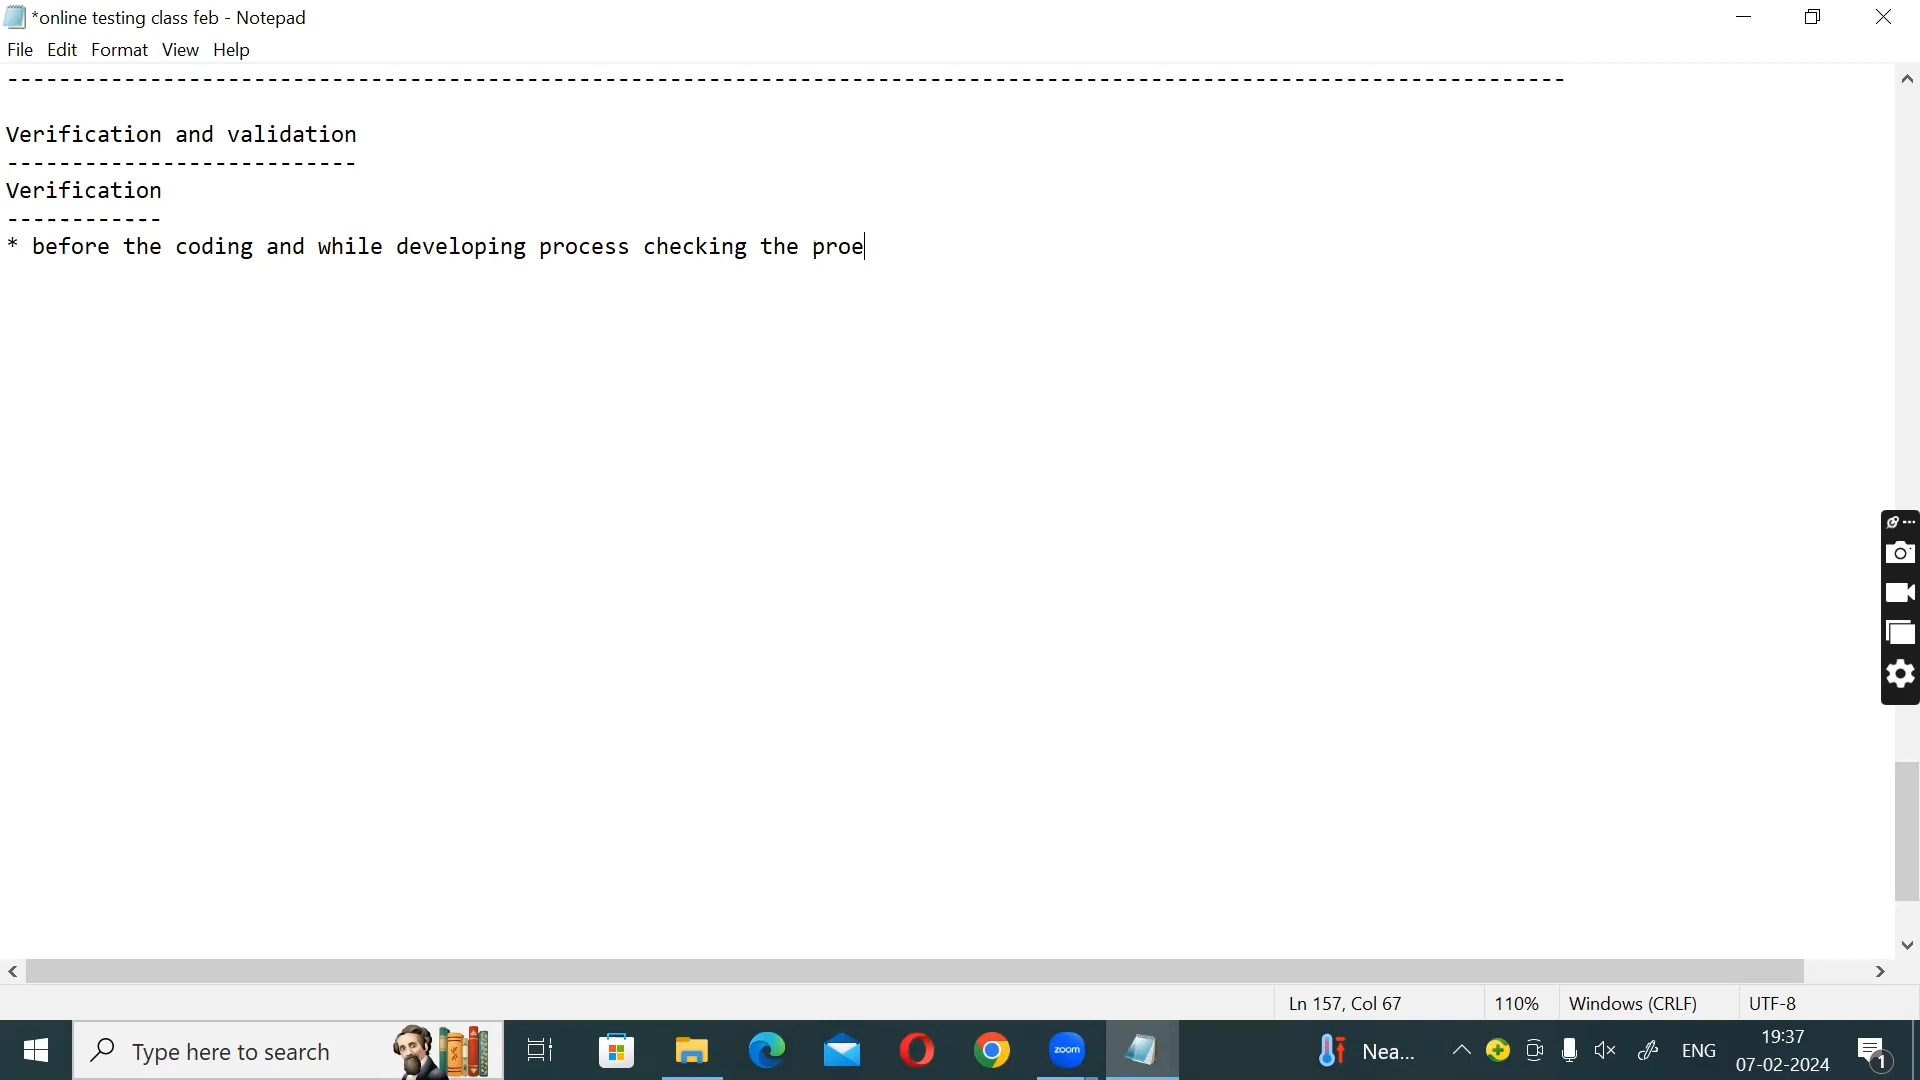 *online testing class feb - Notepad
File Edit Format View Help
------------------------------------------------------------------------------------------------------------------------
Verification and validation
---------------------------
Verification
------------
* before the coding and while developing process checking the proe
Ln 157, Col 67 110% Windows (CRLF) UTF-8
Type here to search
zoom
Nea...
ENG
19:37
07-02-2024
1